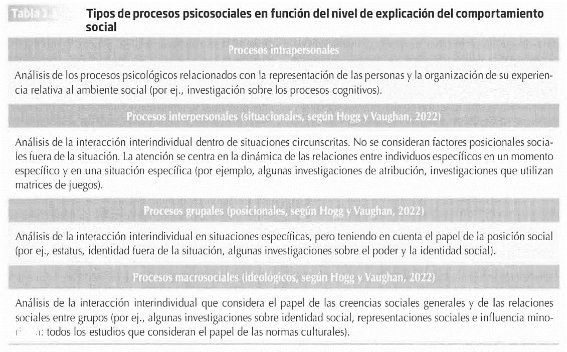 Tabla
Tipos de procesos psicosociales en función del nivel de explicación del comportamiento
social
Procesos intrapersonales
Análisis de los procesos psicológicos relacionados con la representación de las personas y la organización de su experien-
cia relativa al ambiente social (por ej., investigación sobre los procesos cognitivos).
Procesos interpersonales (situacionales, según Hogg y Vaughan, 2022)
Análisis de la interacción interindividual dentro de situaciones circunscritas. No se consideran factores posicionales socia-
les fuera de la situación. La atención se centra en la dinámica de las relaciones entre individuos específicos en un momento
específico y en una situación específica (por ejemplo, algunas investigaciones de atribución, investigaciones que utilizan
matrices de juegos).
Procesos grupales (posicionales, según Hogg y Vaughan, 2022)
Análisis de la interacción interindividual en situaciones específicas, pero teniendo en cuenta el papel de la posición social
(por ej., estatus, identidad fuera de la situación, algunas investigaciones sobre el poder y la identidad social).
Procesos macrosociales (ideológicos, según Hogg y Vaughan, 2022)
Análisis de la interacción interindividual que considera el papel de las creencias sociales generales y de las relaciones
sociales entre grupos (por ej., algunas investigaciones sobre identidad social, representaciones sociales e influencia mino-
todos los estudios que consideran el papel de las normas culturales).